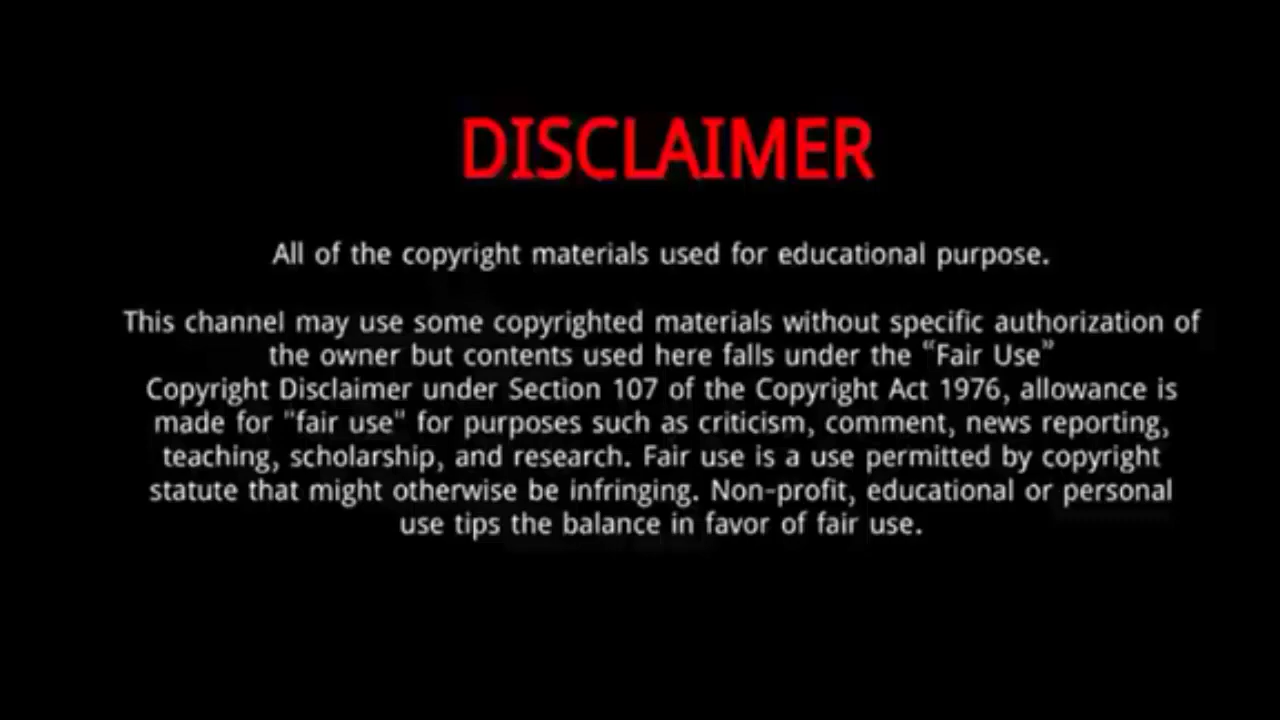 DISCLAIMER
All of the copyright materials used for educational purpose.
This channel may use some copyrighted materials without specific authorization of
the owner but contents used here falls under the “Fair Use”
Copyright Disclaimer under Section 107 of the Copyright Act 1976, allowance is
made for "fair use" for purposes such as criticism, comment, news reporting,
teaching, scholarship, and research. Fair use is a use permitted by copyright
statute that might otherwise be infringing. Non-profit, educational or personal
use tips the balance in favor of fair use.